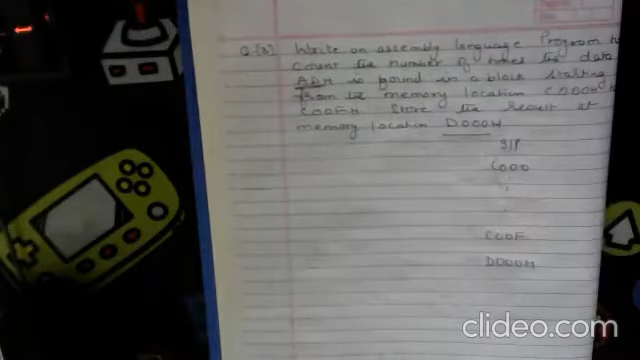 Q.(3) Write an assembly language Program to
count the number of times the data
ADH is found in a block starting
from the memory location C000H to
C00FH Store the result at
memory location D000H
I/P
C000
C00F
D000H
clideo.com